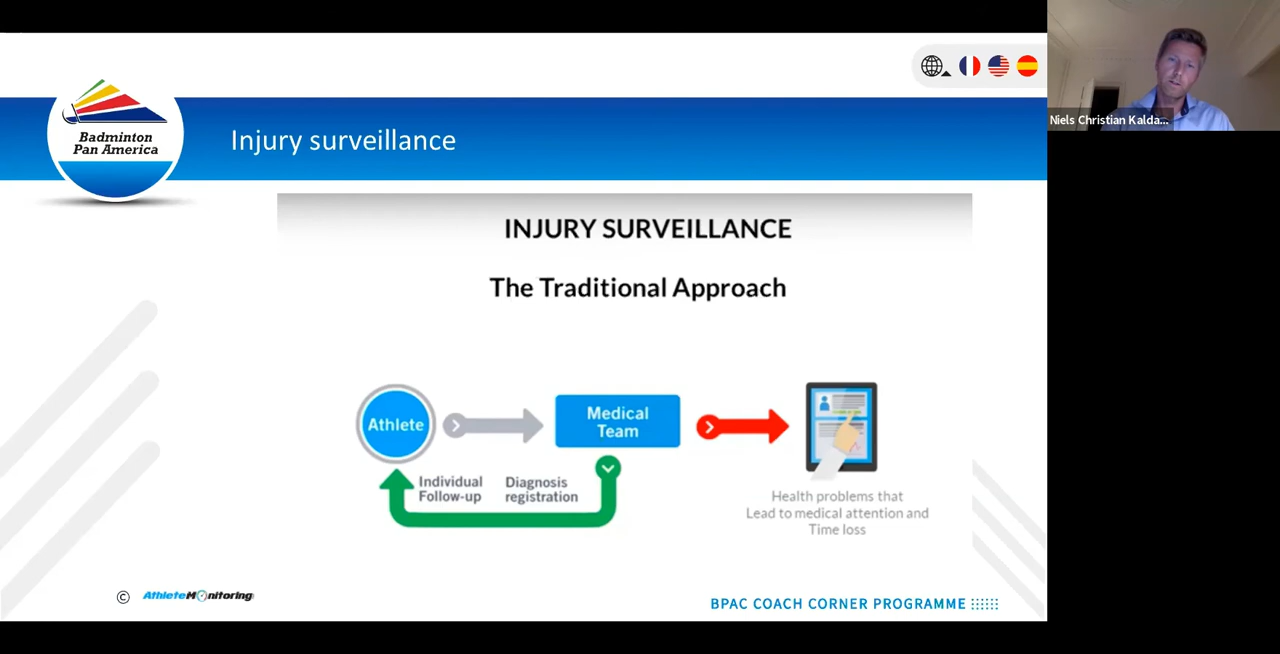 Badminton
Pan America
Injury surveillance
Niels Christian Kalda...
INJURY SURVEILLANCE
The Traditional Approach
Athlete
Medical
Team
Individual
Follow-up
Diagnosis
registration
Health problems that
Lead to medical attention and
Time loss
© AthleteMonitoring
BPAC COACH CORNER PROGRAMME